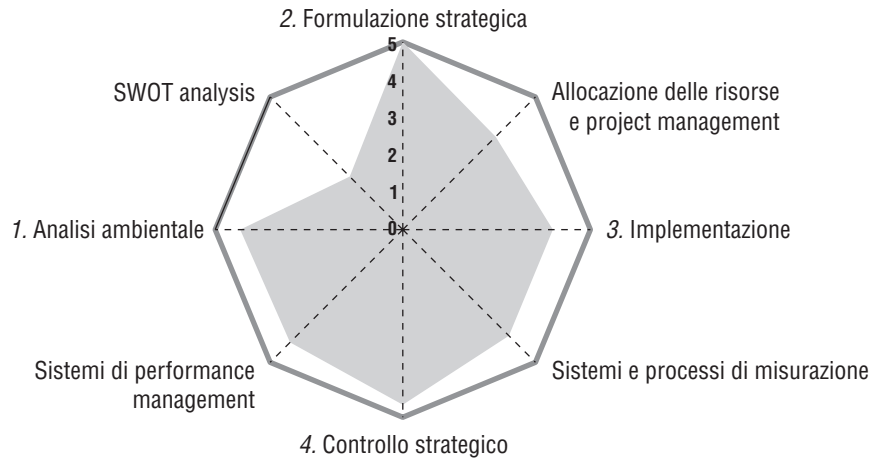 2. Formulazione strategica
5
SWOT analysis
4
Allocazione delle risorse
e project management
3
2
1
1. Analisi ambientale
0
3. Implementazione
Sistemi di performance
management
Sistemi e processi di misurazione
4. Controllo strategico